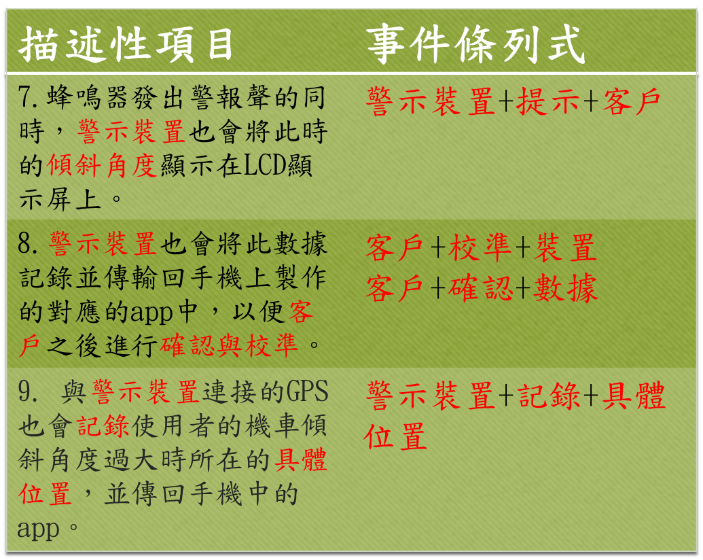 描述性項目 事件條列式
7.蜂鳴器發出警報聲的同
時，警示裝置也會將此時
的傾斜角度顯示在LCD顯
示屏上。
警示裝置+提示+客戶
8.警示裝置也會將此數據
記錄並傳輸回手機上製作
的對應的app中，以便客
戶之後進行確認與校準。
客戶+校準+裝置
客戶+確認+數據
9. 與警示裝置連接的GPS
也會記錄使用者的機車傾
斜角度過大時所在的具體
位置，並傳回手機中的
app。
警示裝置+記錄+具體
位置